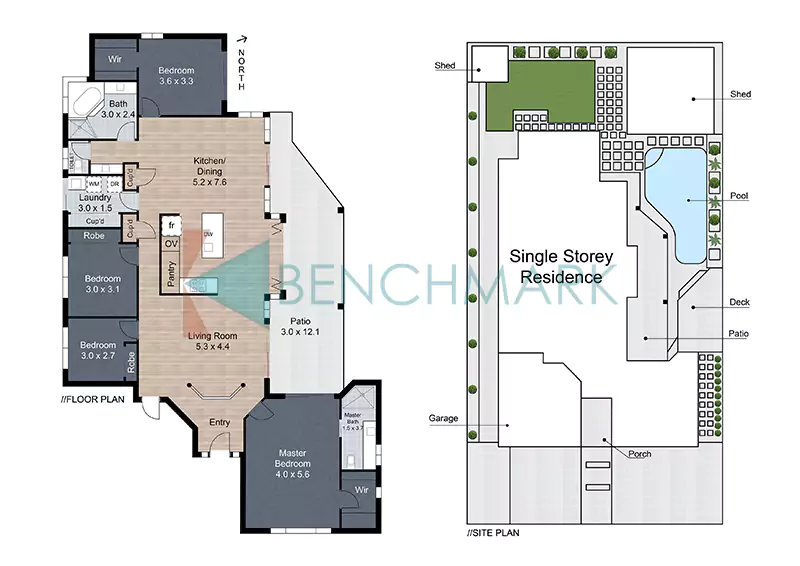 Wir
Bedroom
3.6 x 3.3
NORTH
Bath
3.0 x 2.4
TOILET
Kitchen/
Dining
5.2 x 7.6
Cup'd
WM
DR
Laundry
3.0 x 1.5
Cup'd
Cup'd
Robe
fr
DW
OV
Pantry
Bedroom
3.0 x 3.1
Living Room
5.3 x 4.4
Patio
3.0 x 12.1
Bedroom
3.0 x 2.7
Robe
//FLOOR PLAN
Entry
Master
Bath
1.5 x 3.7
Master
Bedroom
4.0 x 5.6
Wir
BENCHMARK
Shed
Shed
Pool
Single Storey
Residence
Deck
Patio
Garage
Porch
//SITE PLAN